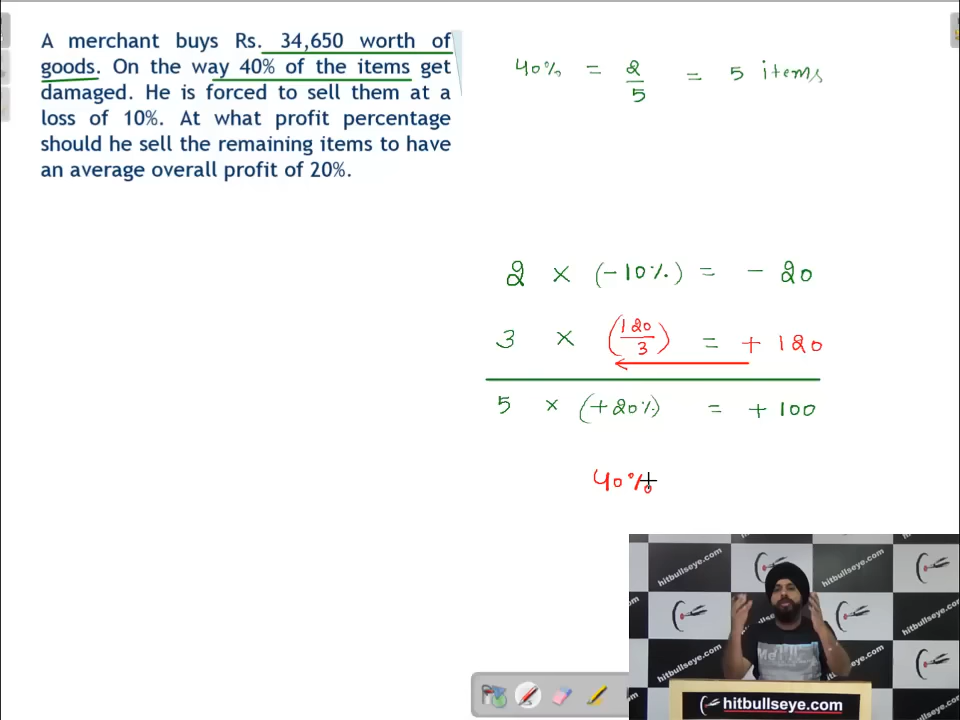 A merchant buys Rs. 34,650 worth of
goods. On the way 40% of the items get
damaged. He is forced to sell them at a
loss of 10%. At what profit percentage
should he sell the remaining items to have
an average overall profit of 20%.
40% = 2/5 = 5 items
2 × (-10%) = - 20
3 × (120/3) = + 120
5 × (+20%) = + 100
40%
hitbullseye.com
hitbullseye.com
hitbullseye.com
hitbullseye.com
hitbullseye.com